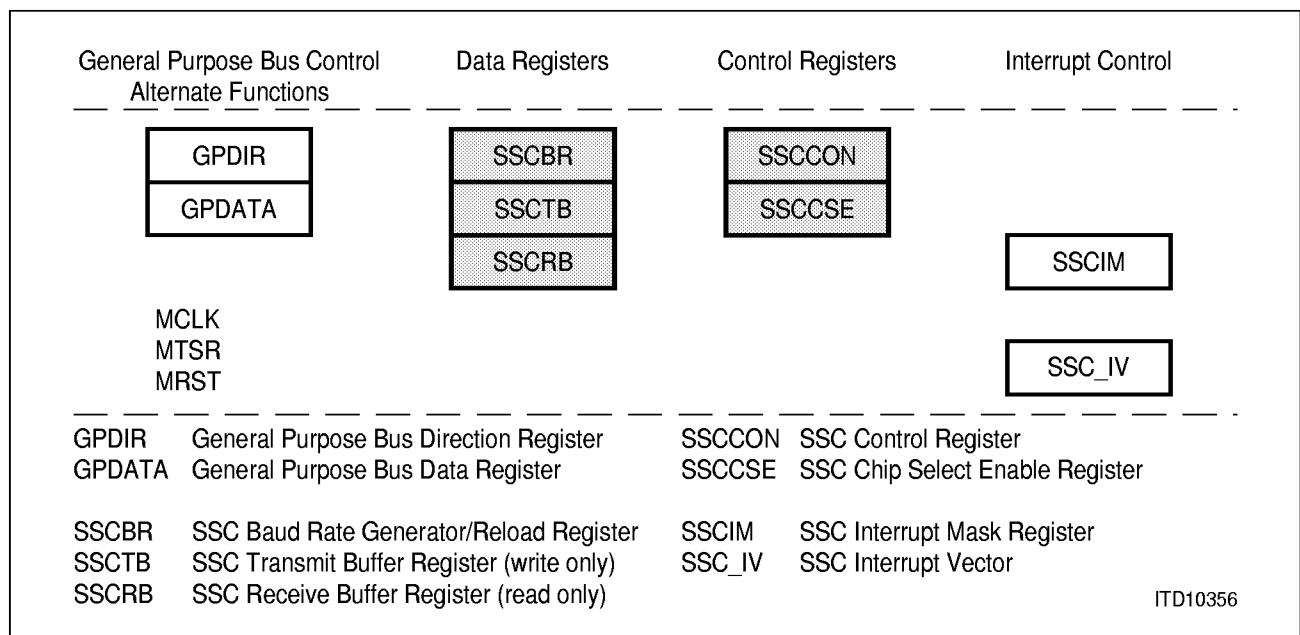 General Purpose Bus Control Data Registers Control Registers Interrupt Control
Alternate Functions
GPDIR SSCBR SSCCON
GPDATA SSCTB SSCCSE
SSCRB SSCIM
MCLK
MTSR SSC_IV
MRST
GPDIR General Purpose Bus Direction Register SSCCON SSC Control Register
GPDATA General Purpose Bus Data Register SSCCSE SSC Chip Select Enable Register
SSCBR SSC Baud Rate Generator/Reload Register SSCIM SSC Interrupt Mask Register
SSCTB SSC Transmit Buffer Register (write only) SSC_IV SSC Interrupt Vector
SSCRB SSC Receive Buffer Register (read only) ITD10356